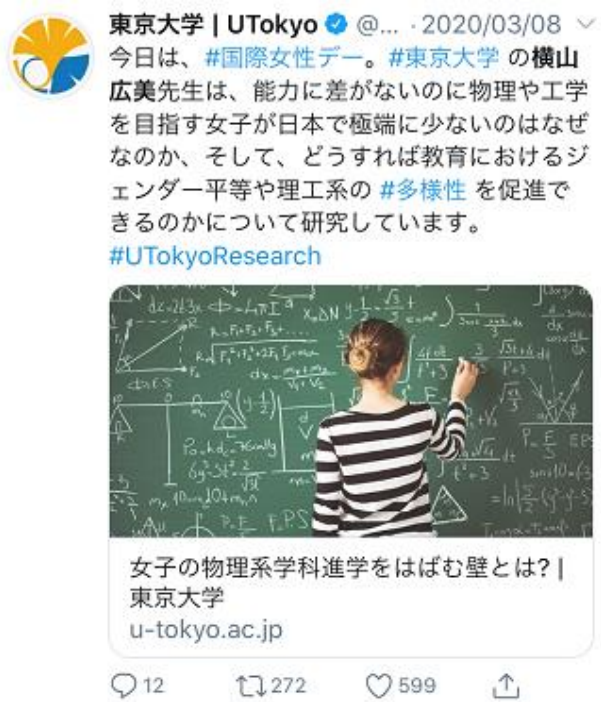 東京大学 | UTokyo @... · 2020/03/08
今日は、#国際女性デー。#東京大学 の横山
広美先生は、能力に差がないのに物理や工学
を目指す女子が日本で極端に少ないのはなぜ
なのか、そして、どうすれば教育におけるジ
ェンダー平等や理工系の #多様性 を促進で
きるのかについて研究しています。
#UTokyoResearch
女子の物理系学科進学をはばむ壁とは? |
東京大学
u-tokyo.ac.jp
12 272 599